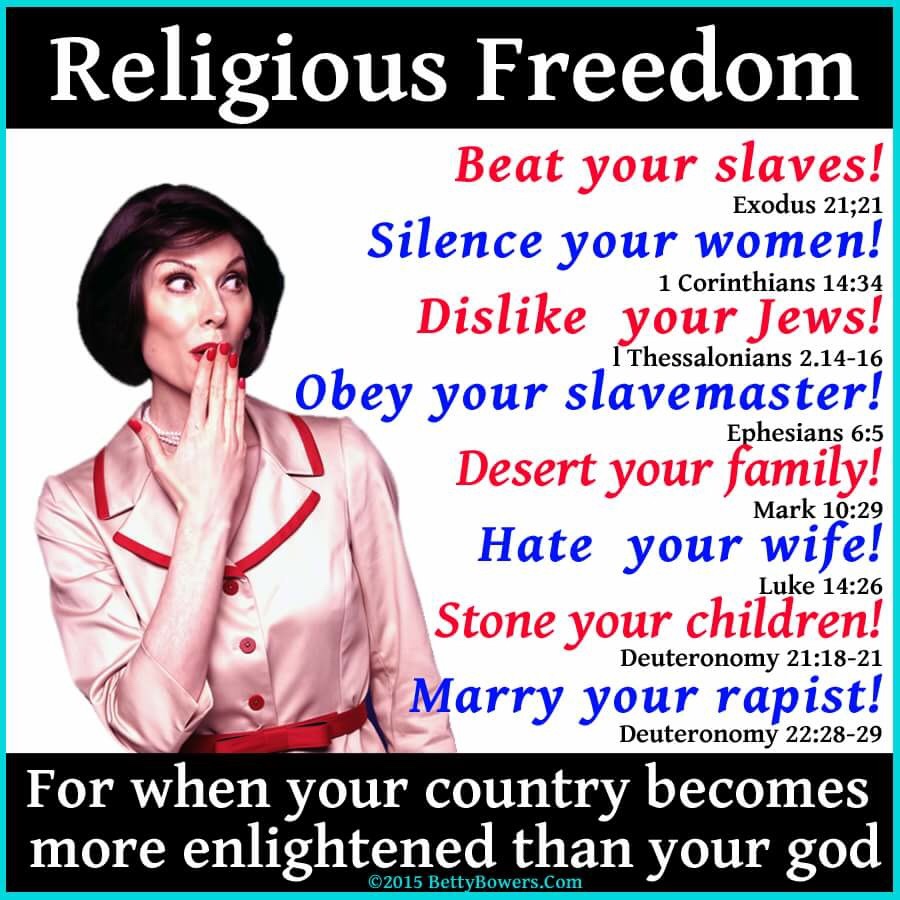 Religious Freedom
Beat your slaves!
Exodus 21;21
Silence your women!
1 Corinthians 14:34
Dislike your Jews!
l Thessalonians 2.14-16
Obey your slavemaster!
Ephesians 6:5
Desert your family!
Mark 10:29
Hate your wife!
Luke 14:26
Stone your children!
Deuteronomy 21:18-21
Marry your rapist!
Deuteronomy 22:28-29
For when your country becomes
more enlightened than your god
©2015 BettyBowers.Com